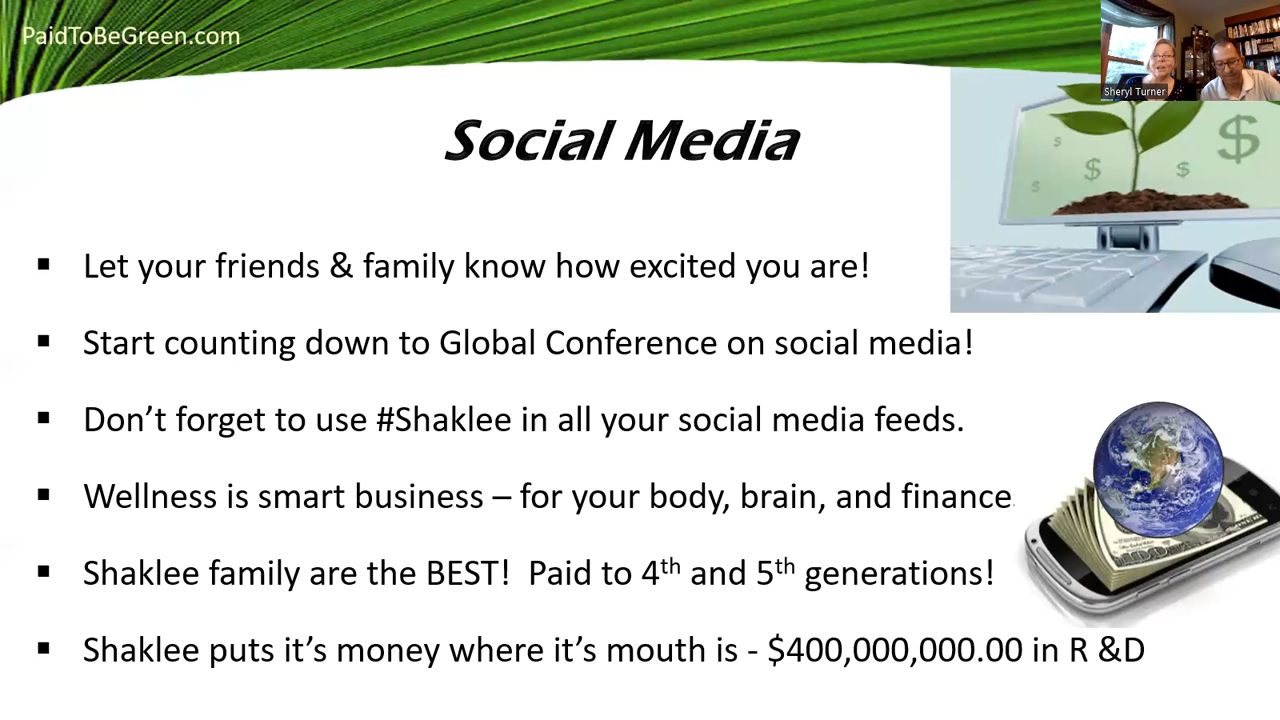 PaidToBeGreen.com
Sheryl Turner
Social Media
$ $ $ $ $
▪ Let your friends & family know how excited you are!
▪ Start counting down to Global Conference on social media!
▪ Don’t forget to use #Shaklee in all your social media feeds.
▪ Wellness is smart business – for your body, brain, and finance
▪ Shaklee family are the BEST!  Paid to 4th and 5th generations!
100
▪ Shaklee puts it’s money where it’s mouth is - $400,000,000.00 in R &D